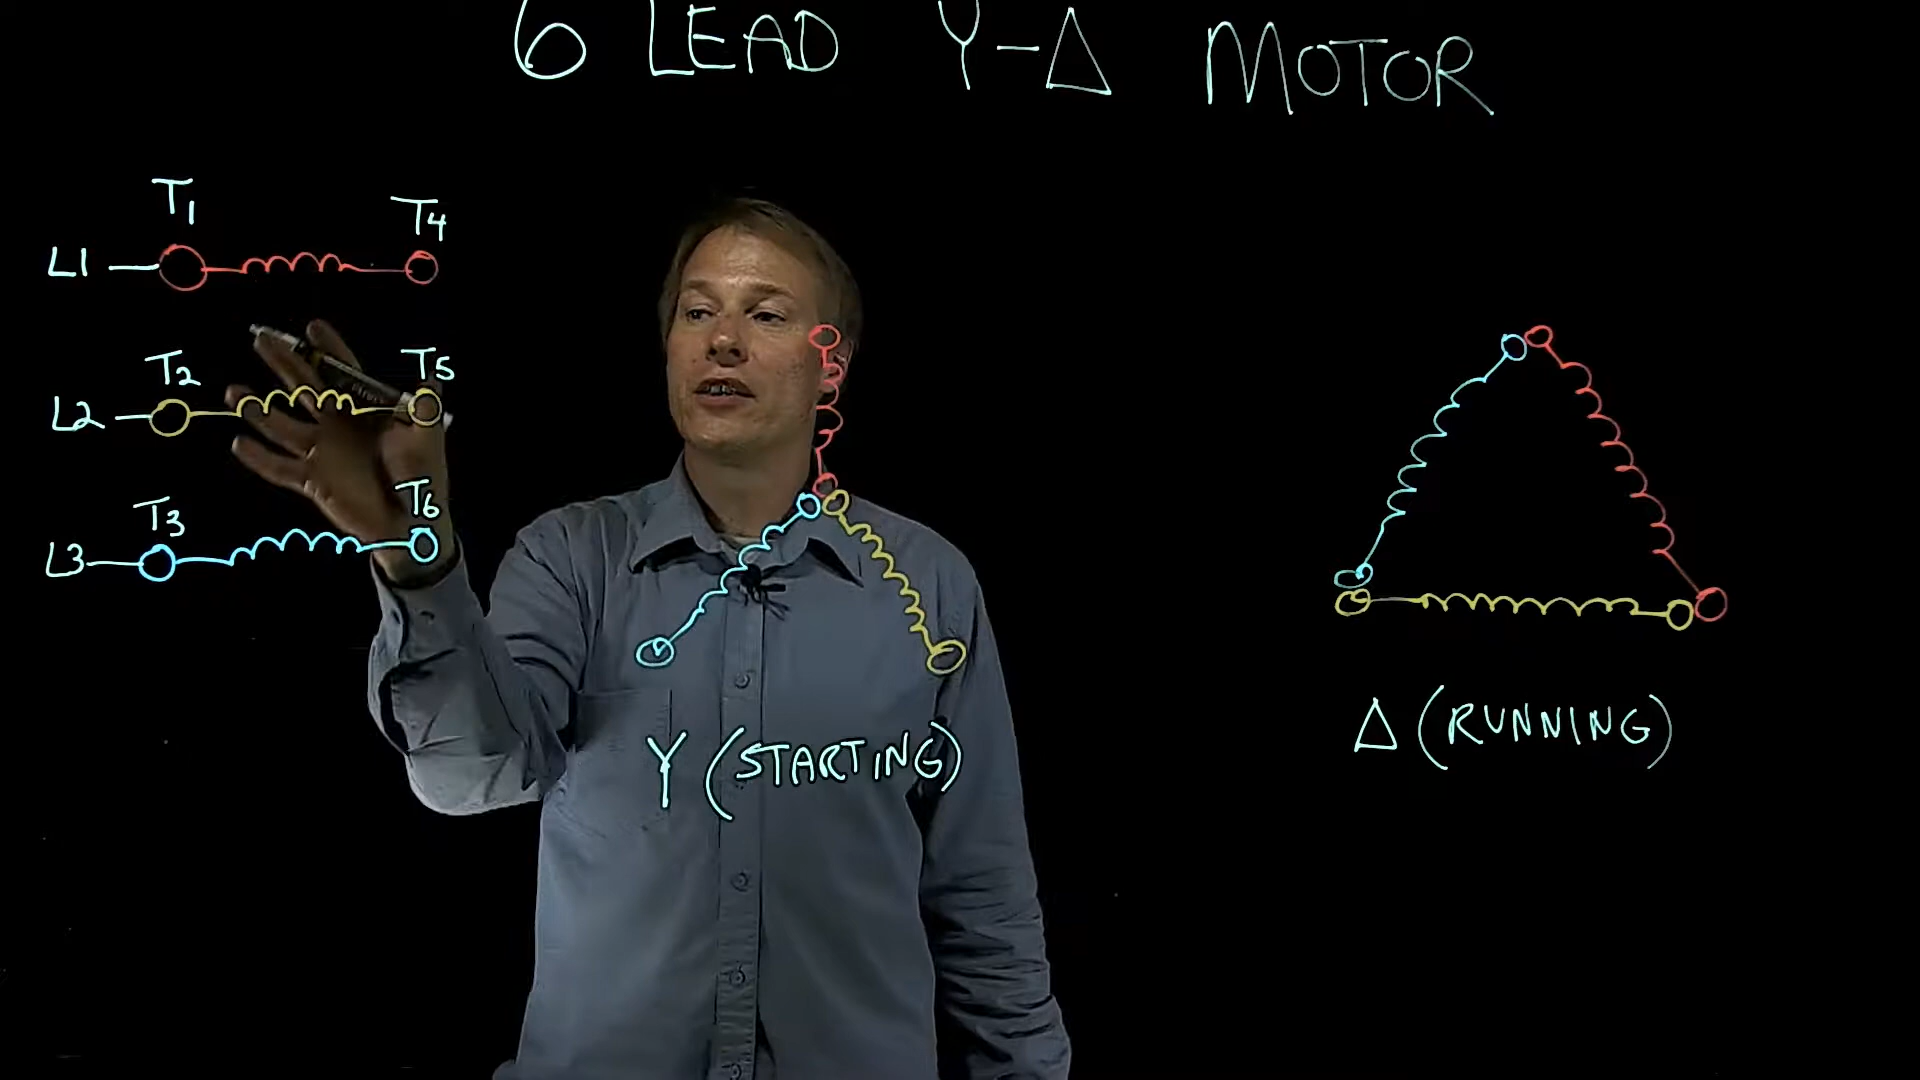 6 LEAD Y-Δ MOTOR
T1 T4
L1
T2 T5
L2
T3 T6
L3
Y (STARTING)
Δ (RUNNING)